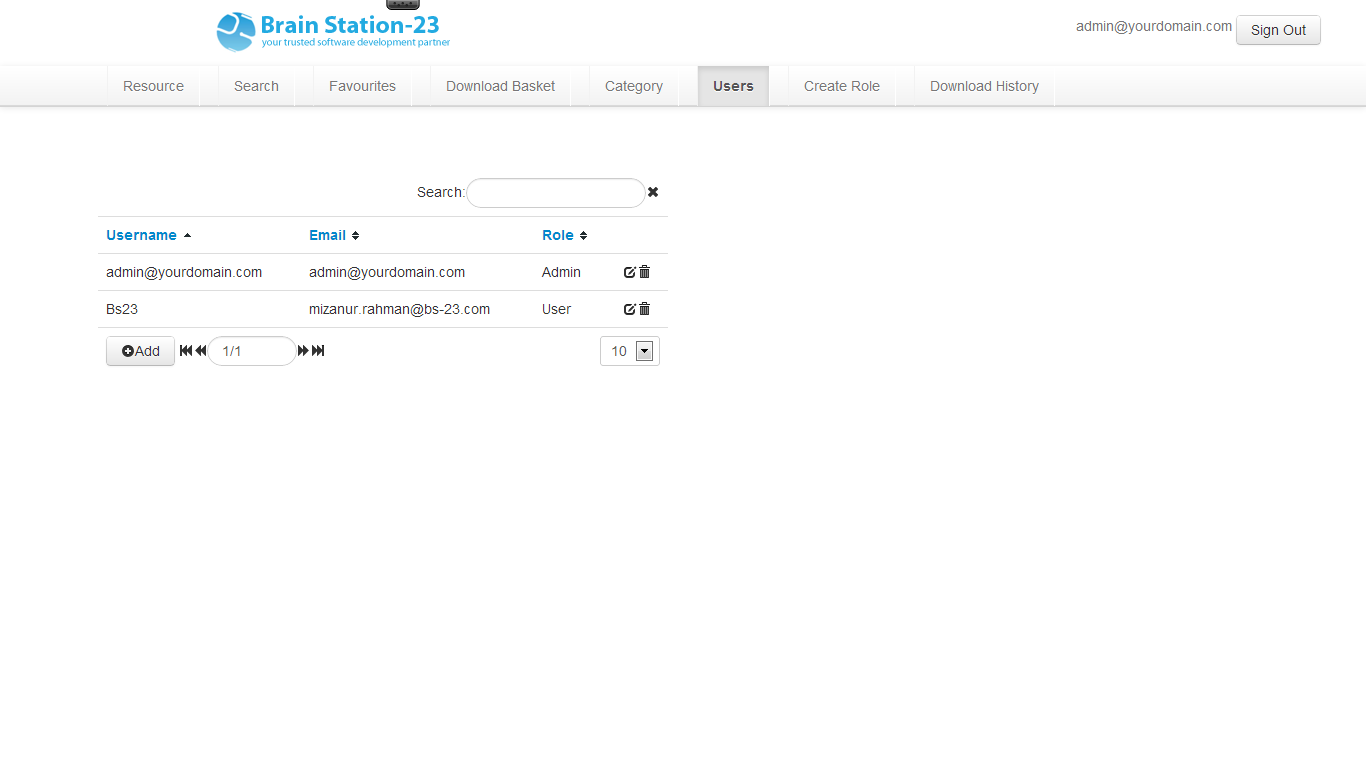 Brain Station-23
your trusted software development partner
admin@yourdomain.com Sign Out
Resource Search Favourites Download Basket Category Users Create Role Download History
Search:
Username Email Role
admin@yourdomain.com admin@yourdomain.com Admin
Bs23 mizanur.rahman@bs-23.com User
Add 1/1 10